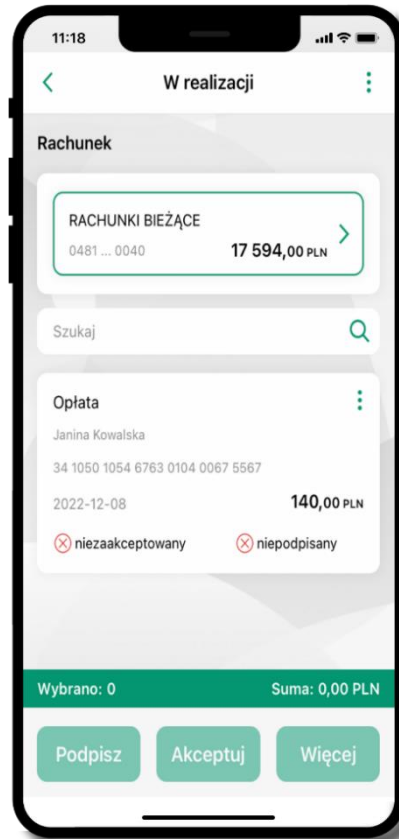 11:18
W realizacji
Rachunek
RACHUNKI BIEŻĄCE
0481 ... 0040 17 594,00 PLN
Szukaj
Opłata
Janina Kowalska
34 1050 1054 6763 0104 0067 5567
2022-12-08 140,00 PLN
niezaakceptowany niepodpisany
Wybrano: 0 Suma: 0,00 PLN
Podpisz Akceptuj Więcej